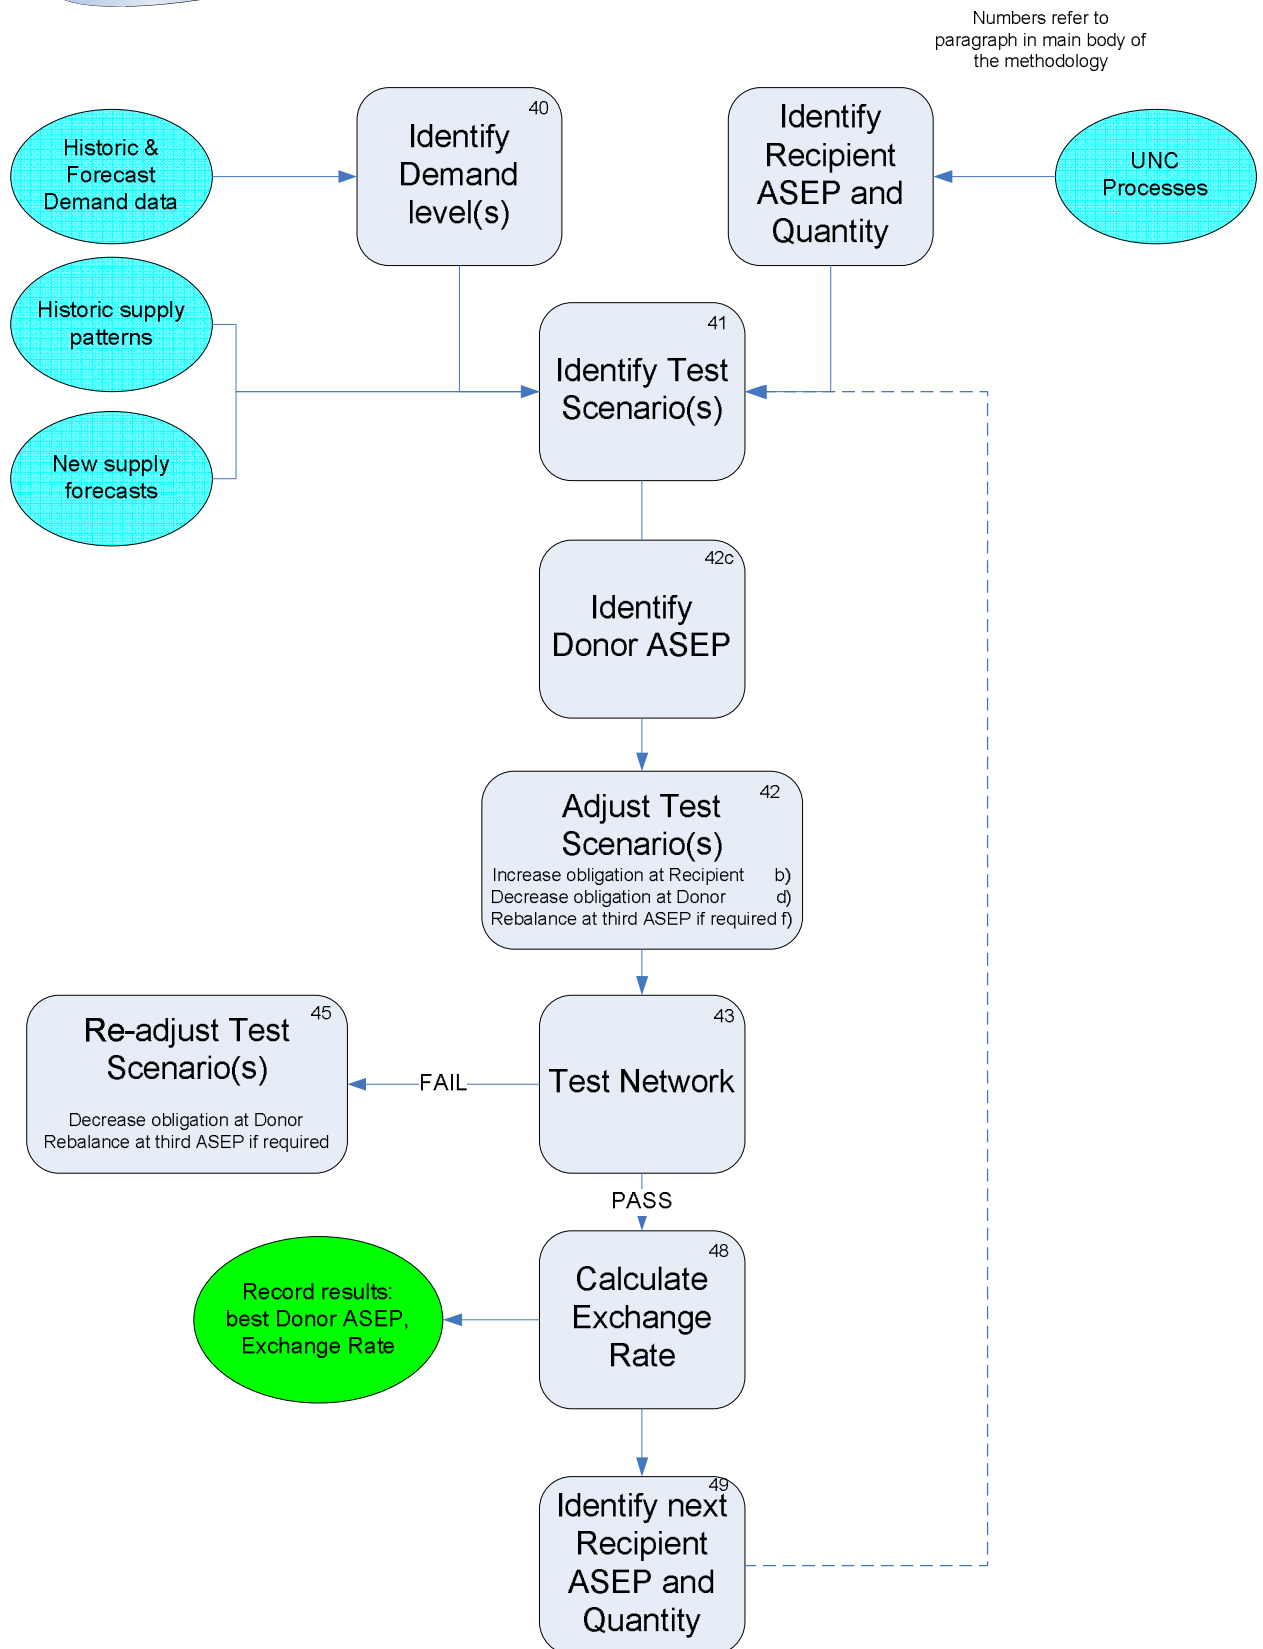 Numbers refer to
paragraph in main body of
the methodology
40
Identify
Demand
level(s)
Identify
Recipient
ASEP and
Quantity
Historic &
Forecast
Demand data
UNC
Processes
Historic supply
patterns
41
Identify Test
Scenario(s)
New supply
forecasts
42c
Identify
Donor ASEP
42
Adjust Test
Scenario(s)
Increase obligation at Recipient b)
Decrease obligation at Donor d)
Rebalance at third ASEP if required f)
45
Re-adjust Test
Scenario(s)
Decrease obligation at Donor
Rebalance at third ASEP if required
FAIL
43
Test Network
PASS
48
Calculate
Exchange
Rate
Record results:
best Donor ASEP,
Exchange Rate
49
Identify next
Recipient
ASEP and
Quantity